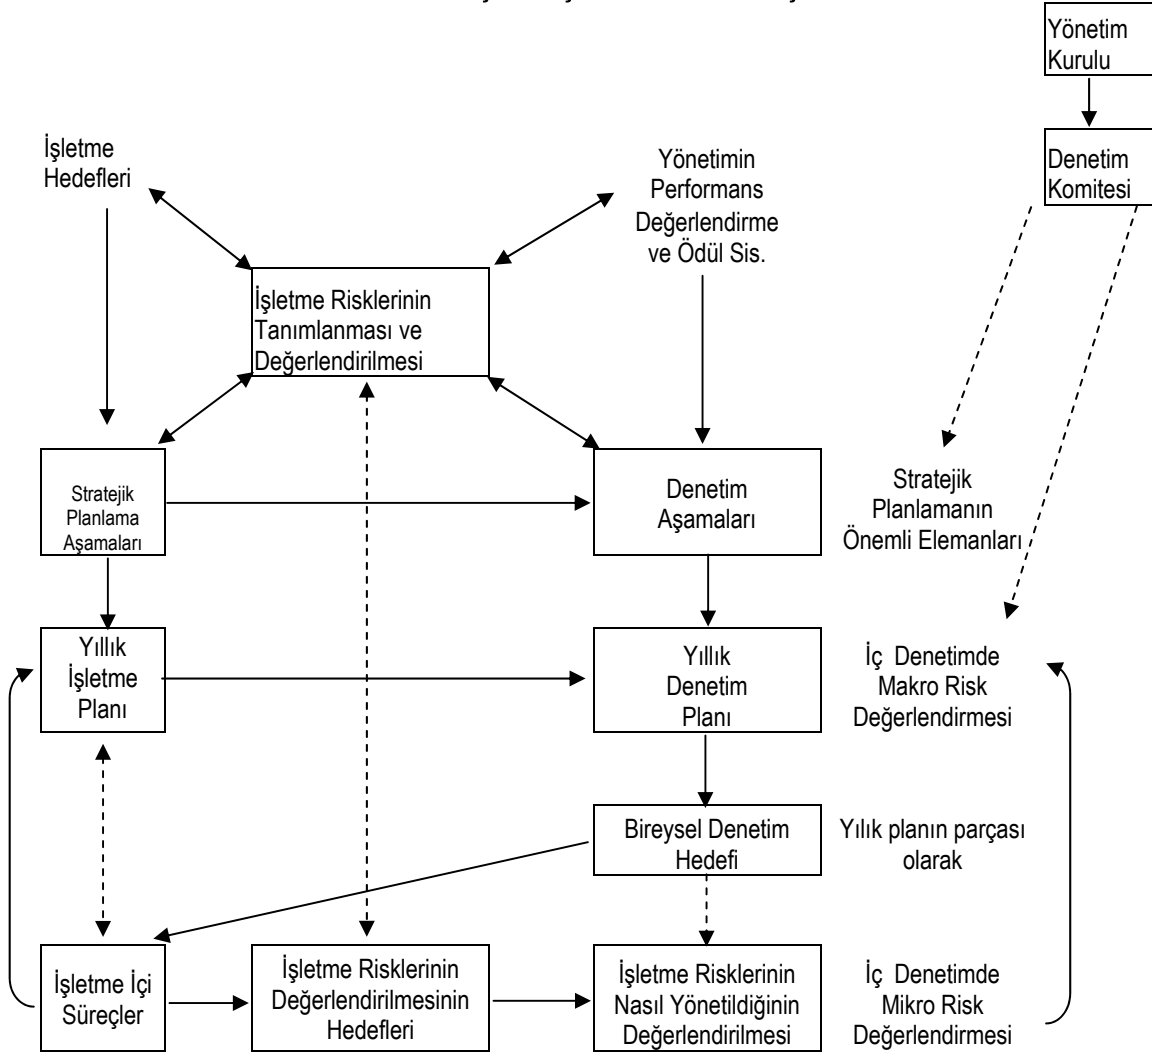 Yönetim
Kurulu
İşletme
Hedefleri
Yönetimin
Performans
Değerlendirme
ve Ödül Sis.
Denetim
Komitesi
İşletme Risklerinin
Tanımlanması ve
Değerlendirilmesi
Stratejik
Planlama
Aşamaları
Denetim
Aşamaları
Stratejik
Planlamanın
Önemli Elemanları
Yıllık
İşletme
Planı
Yıllık
Denetim
Planı
İç Denetimde
Makro Risk
Değerlendirmesi
Bireysel Denetim
Hedefi
Yılık planın parçası
olarak
İşletme İçi
Süreçler
İşletme Risklerinin
Değerlendirilmesinin
Hedefleri
İşletme Risklerinin
Nasıl Yönetildiğinin
Değerlendirilmesi
İç Denetimde
Mikro Risk
Değerlendirmesi